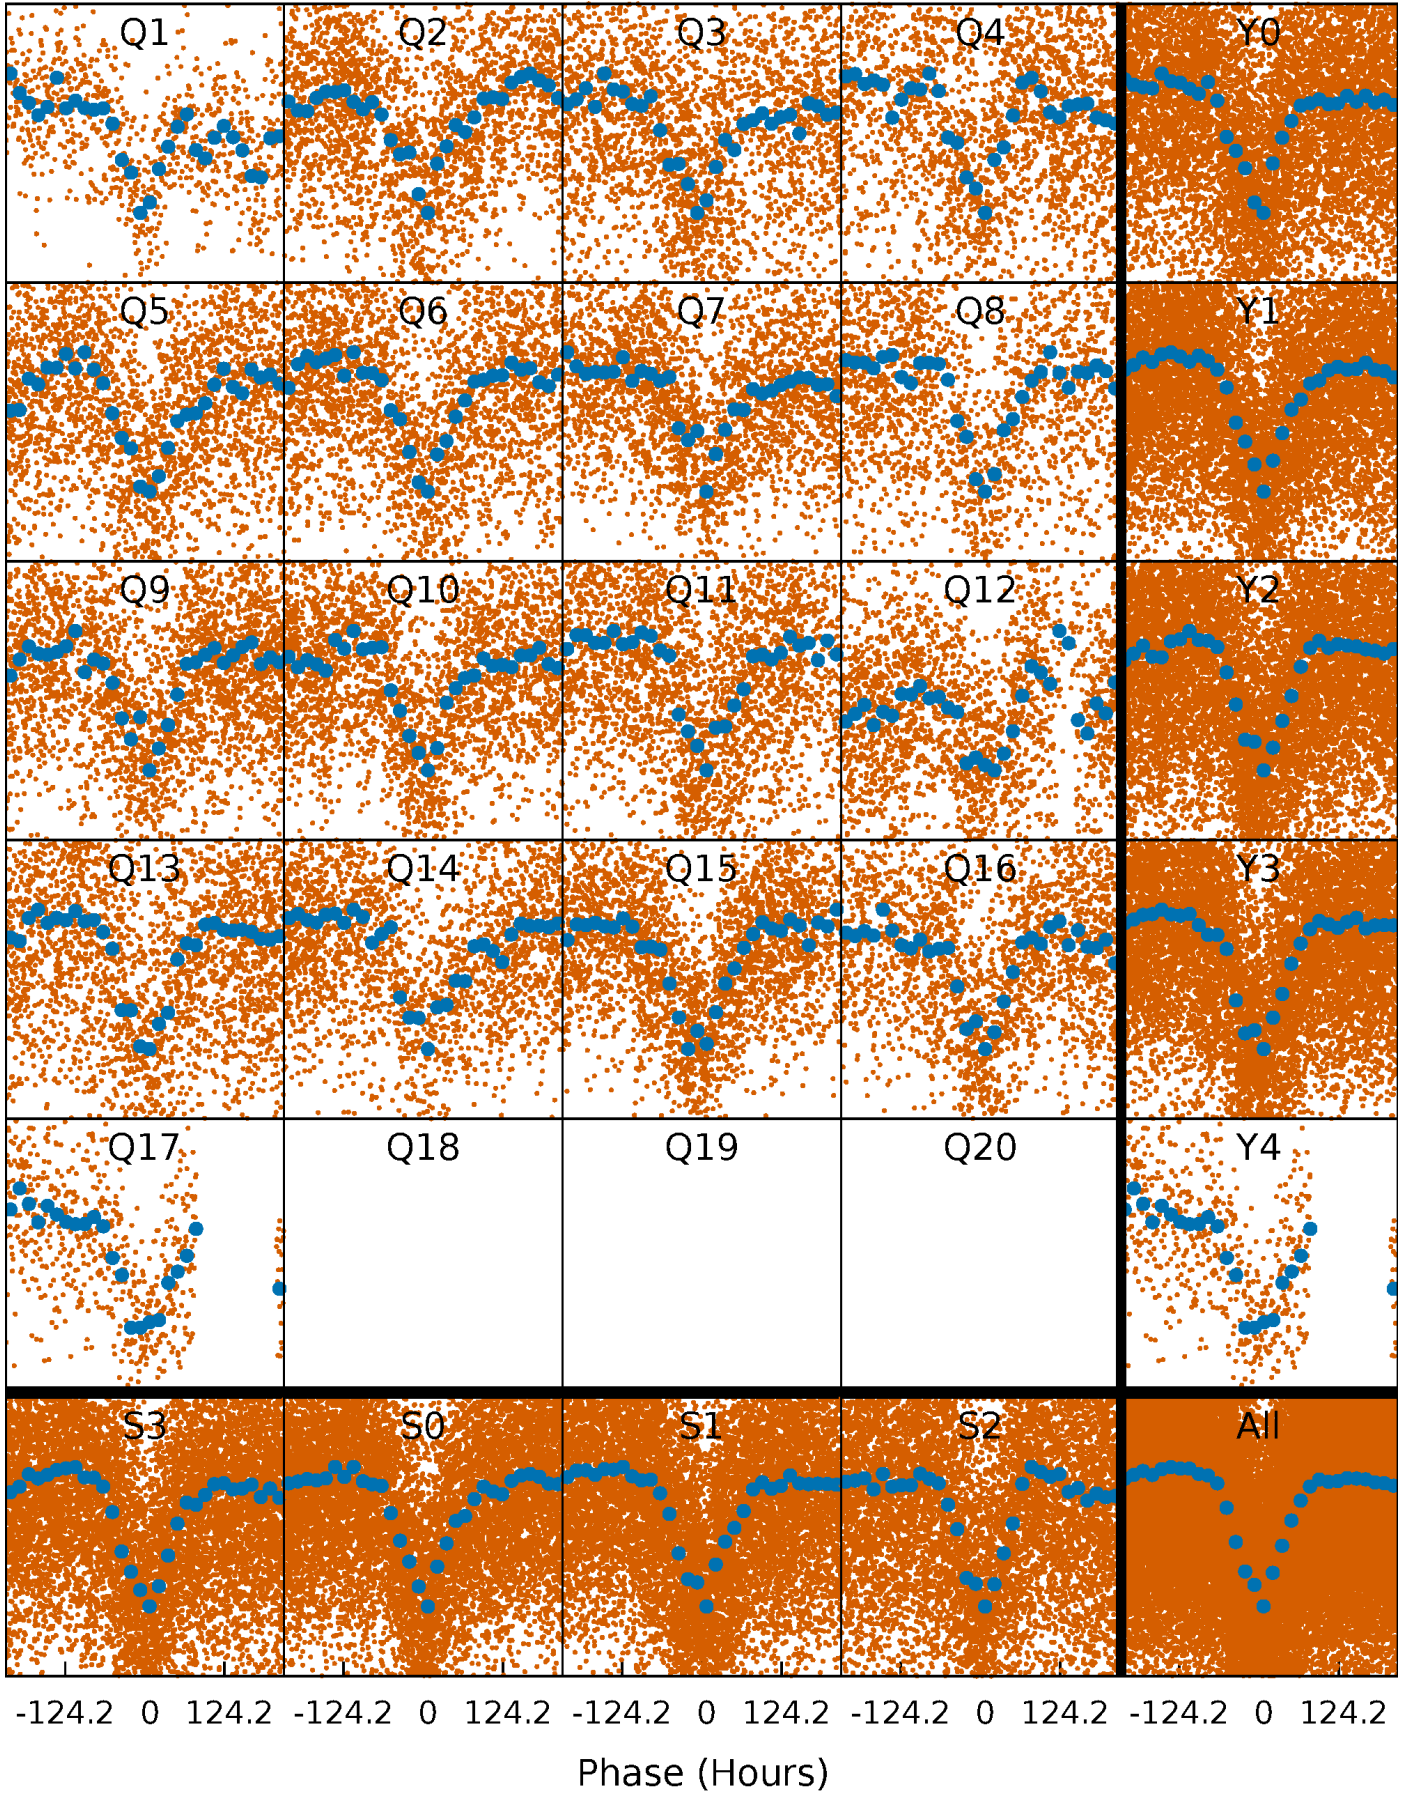 Q1 Q2 Q3 Q4 Y0
Q5 Q6 Q7 Q8 Y1
Q9 Q10 Q11 Q12 Y2
Q13 Q14 Q15 Q16 Y3
Q17 Q18 Q19 Q20 Y4
S3 S0 S1 S2 All
-124.2 0 124.2 -124.2 0 124.2 -124.2 0 124.2 -124.2 0 124.2 -124.2 0 124.2
Phase (Hours)